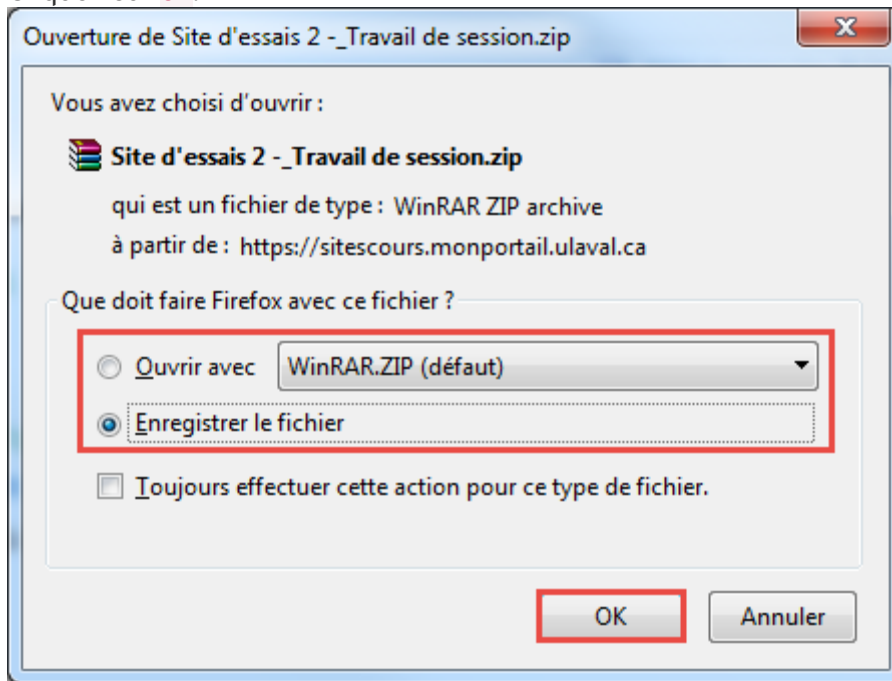 Ouverture de Site d'essais 2 -_Travail de session.zip
Vous avez choisi d'ouvrir :
Site d'essais 2 -_Travail de session.zip
qui est un fichier de type : WinRAR ZIP archive
à partir de : https://sitescours.monportail.ulaval.ca
Que doit faire Firefox avec ce fichier ?
Ouvrir avec WinRAR.ZIP (défaut)
Enregistrer le fichier
Toujours effectuer cette action pour ce type de fichier.
OK Annuler